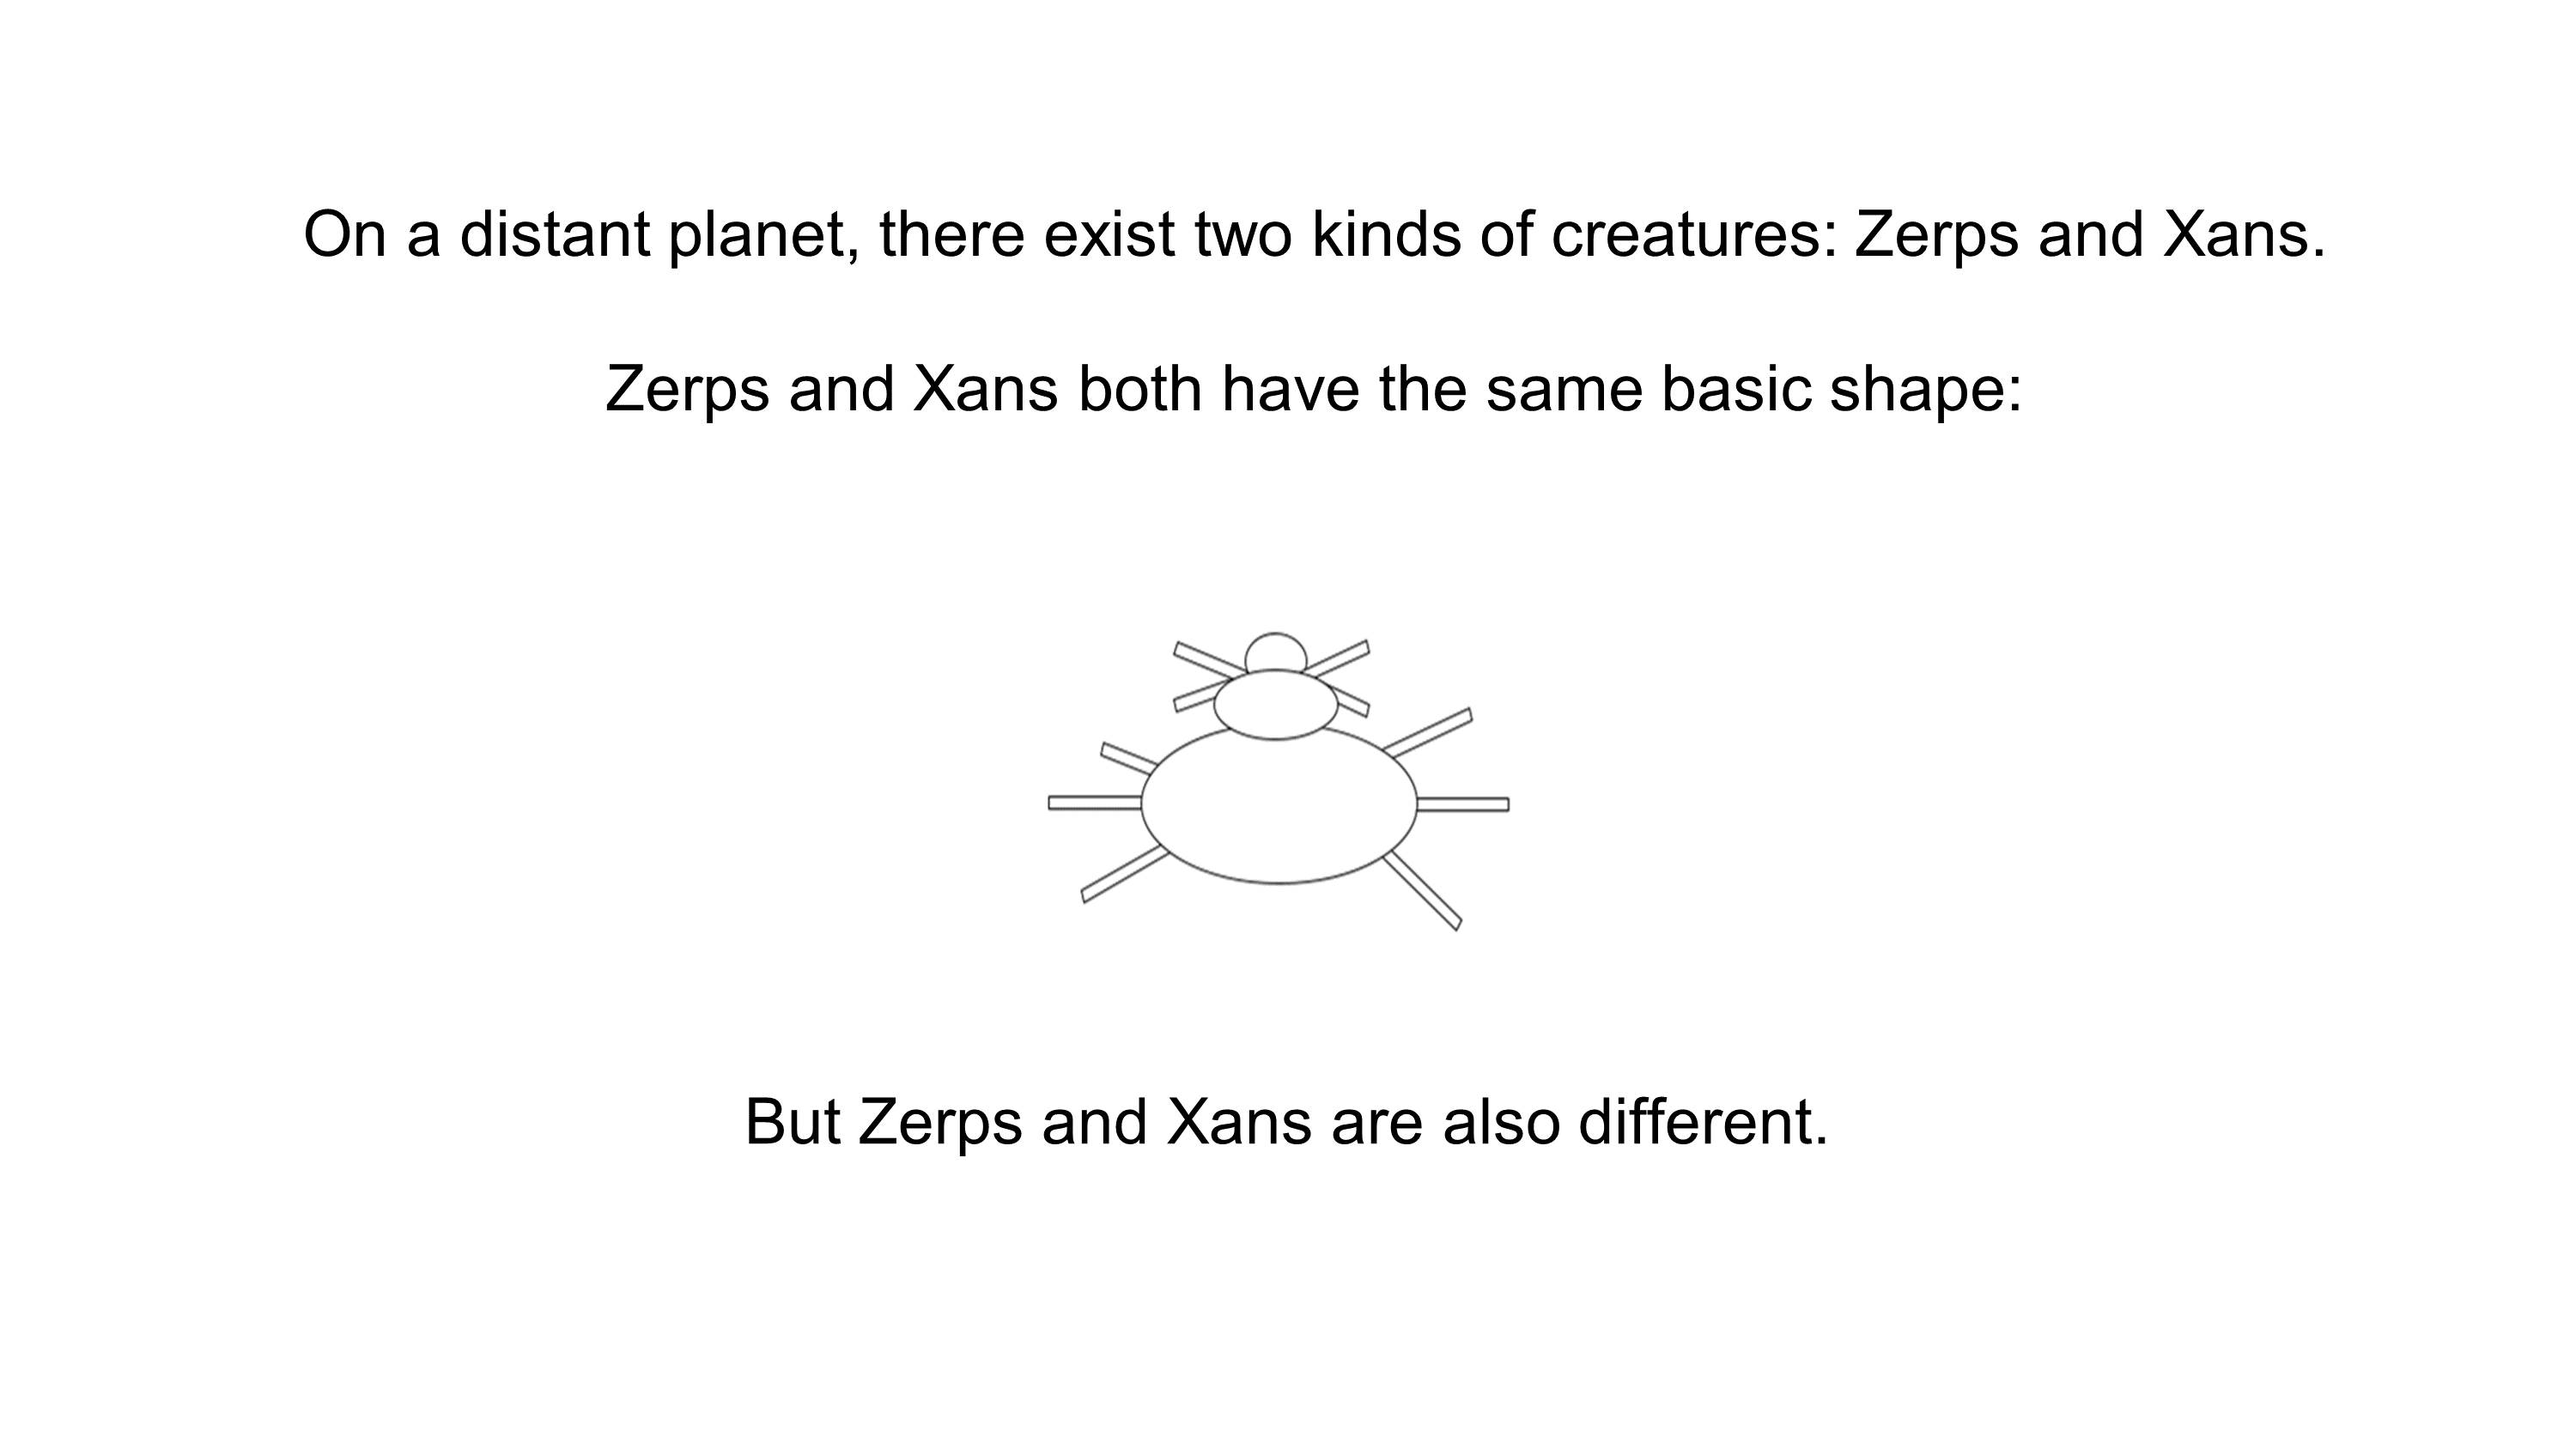 On a distant planet, there exist two kinds of creatures: Zerps and Xans.
Zerps and Xans both have the same basic shape:
But Zerps and Xans are also different.